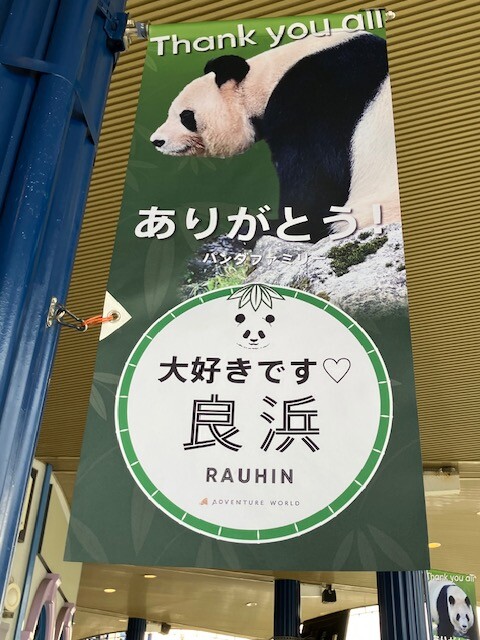 Thank you all
ありがとう!
パンダファミリー
大好きです♡
良浜
RAUHIN
ADVENTURE WORLD
Thank you all